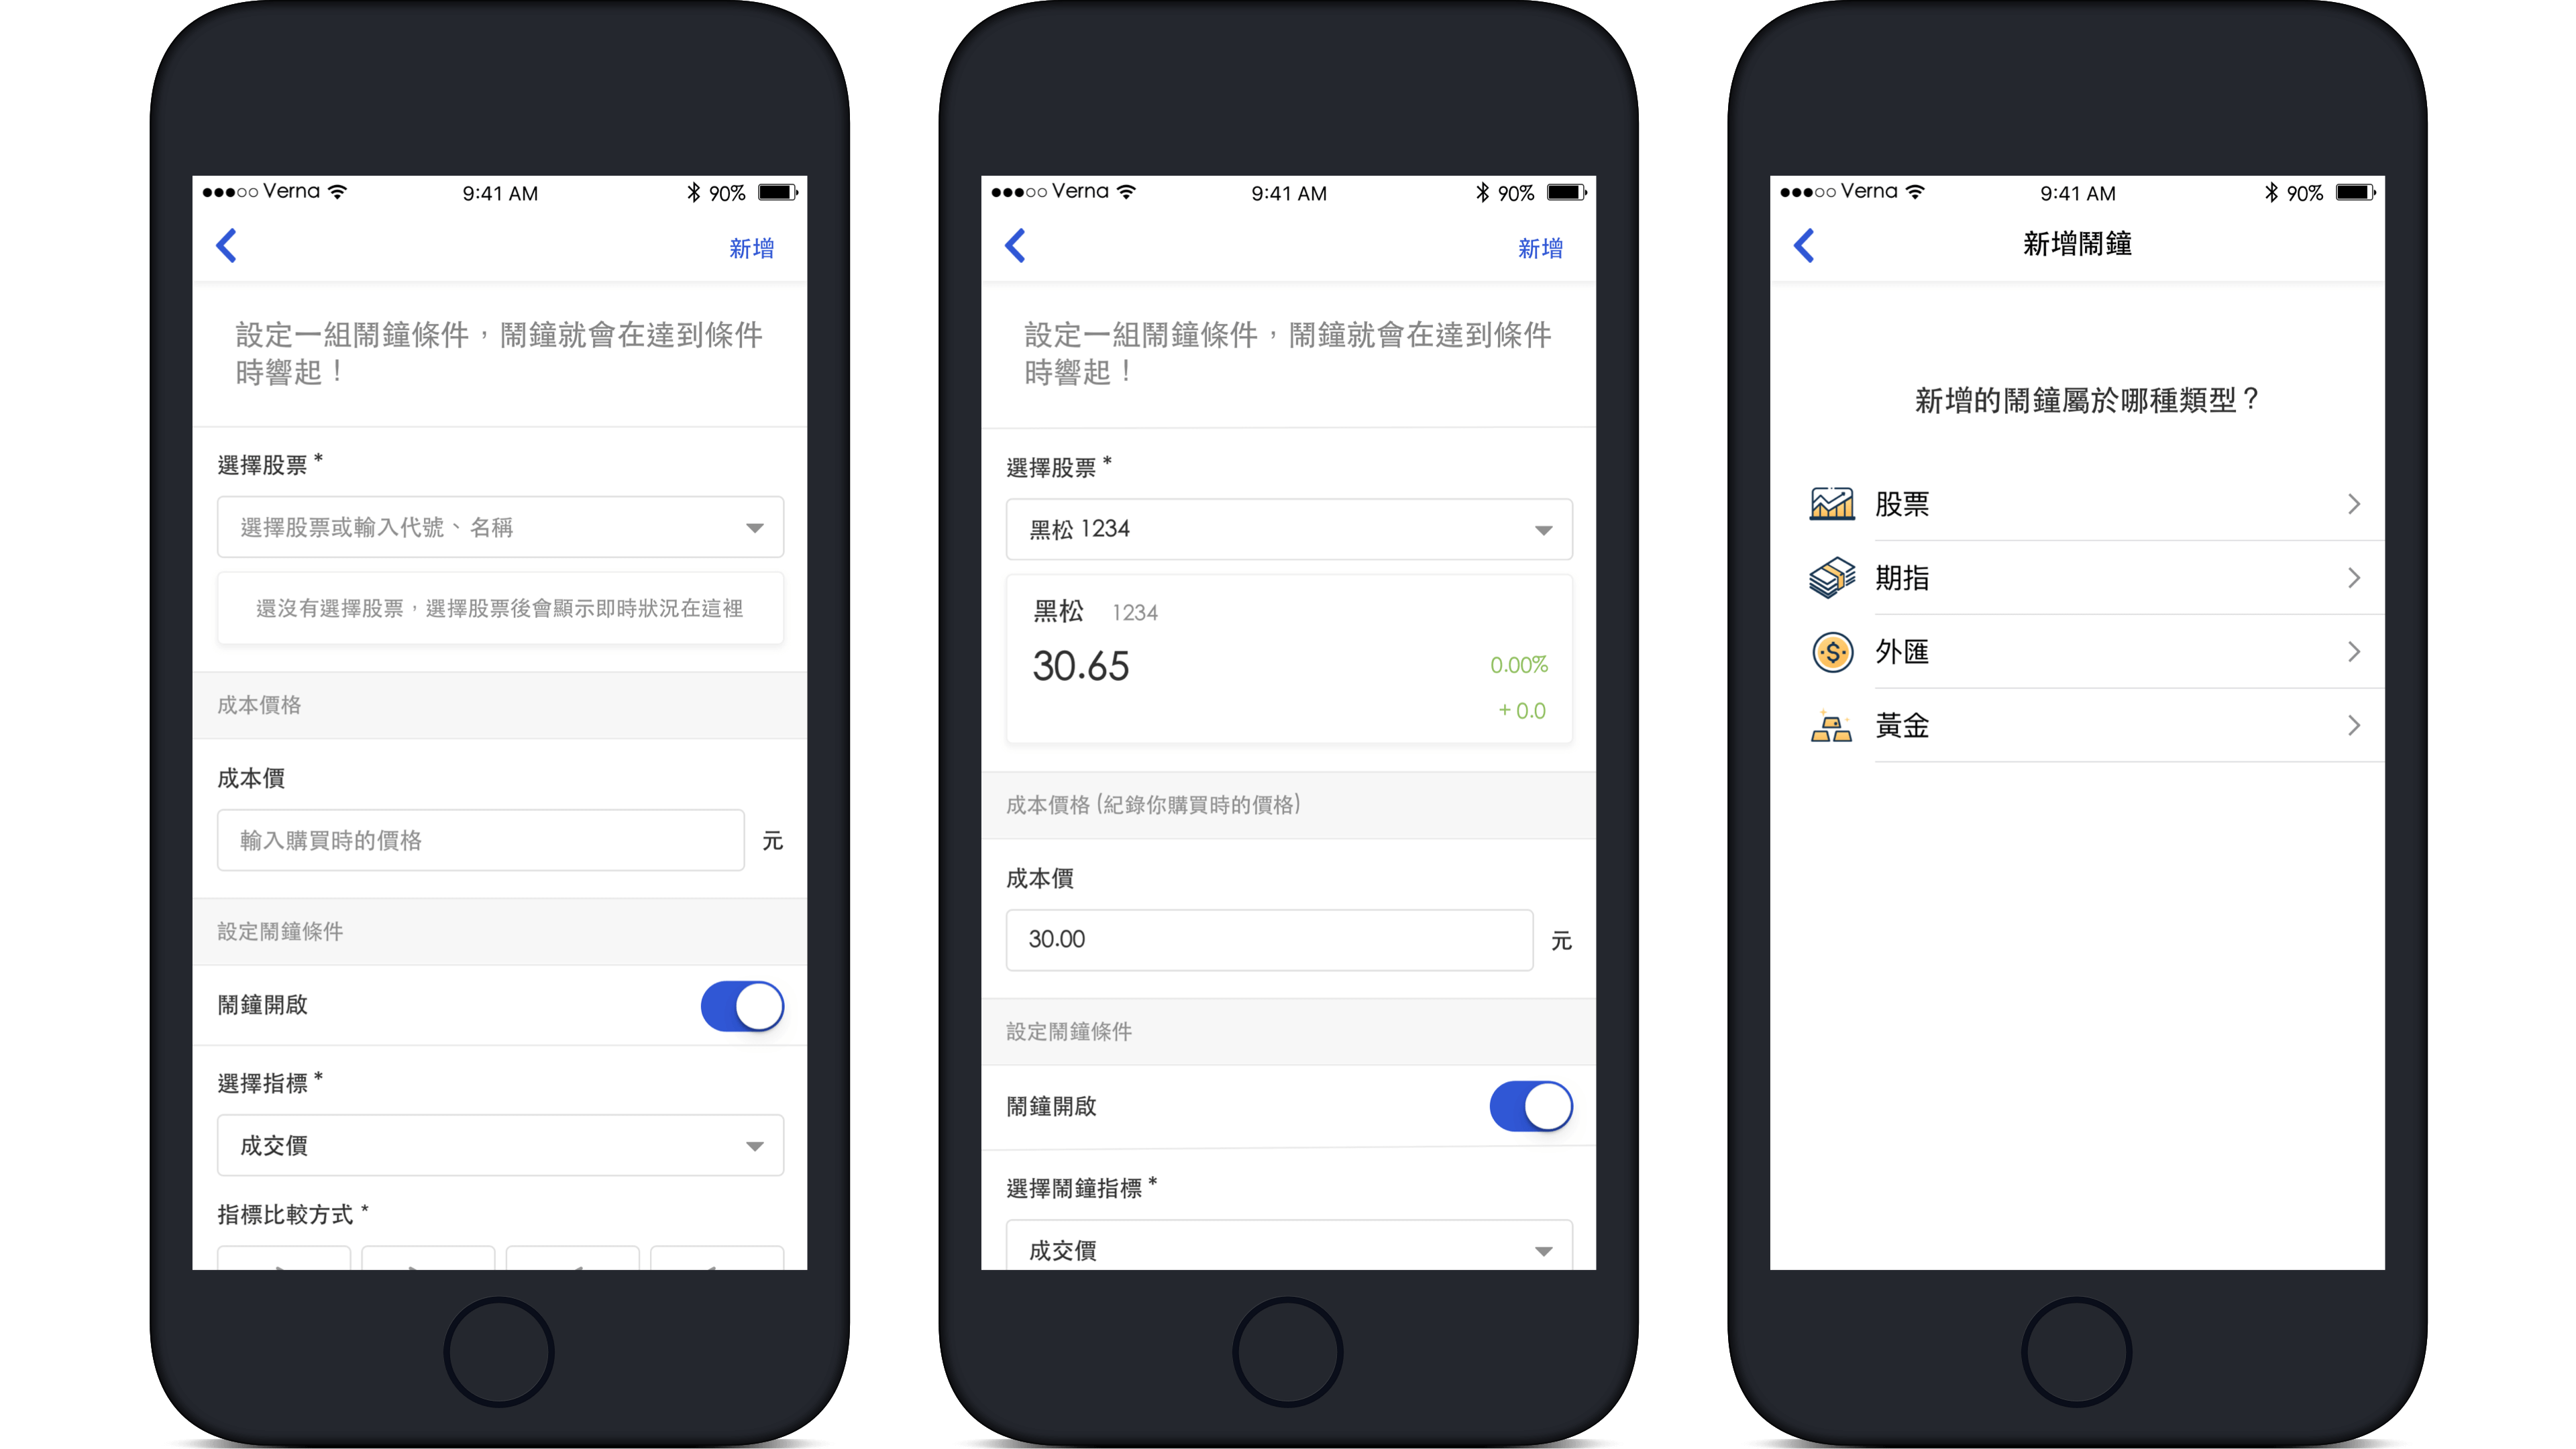 Verna
9:41 AM
90%
新增
設定一組鬧鐘條件，鬧鐘就會在達到條件
時響起！
選擇股票 *
選擇股票或輸入代號、名稱
還沒有選擇股票，選擇股票後會顯示即時狀況在這裡
成本價格
成本價
輸入購買時的價格
元
設定鬧鐘條件
鬧鐘開啟
選擇指標 *
成交價
指標比較方式 *
Verna
9:41 AM
90%
新增
設定一組鬧鐘條件，鬧鐘就會在達到條件
時響起！
選擇股票 *
黑松 1234
黑松 1234
30.65
0.00%
+ 0.0
成本價格 (紀錄你購買時的價格)
成本價
30.00
元
設定鬧鐘條件
鬧鐘開啟
選擇鬧鐘指標 *
成交價
Verna
9:41 AM
90%
新增鬧鐘
新增的鬧鐘屬於哪種類型？
股票
期指
外匯
黃金